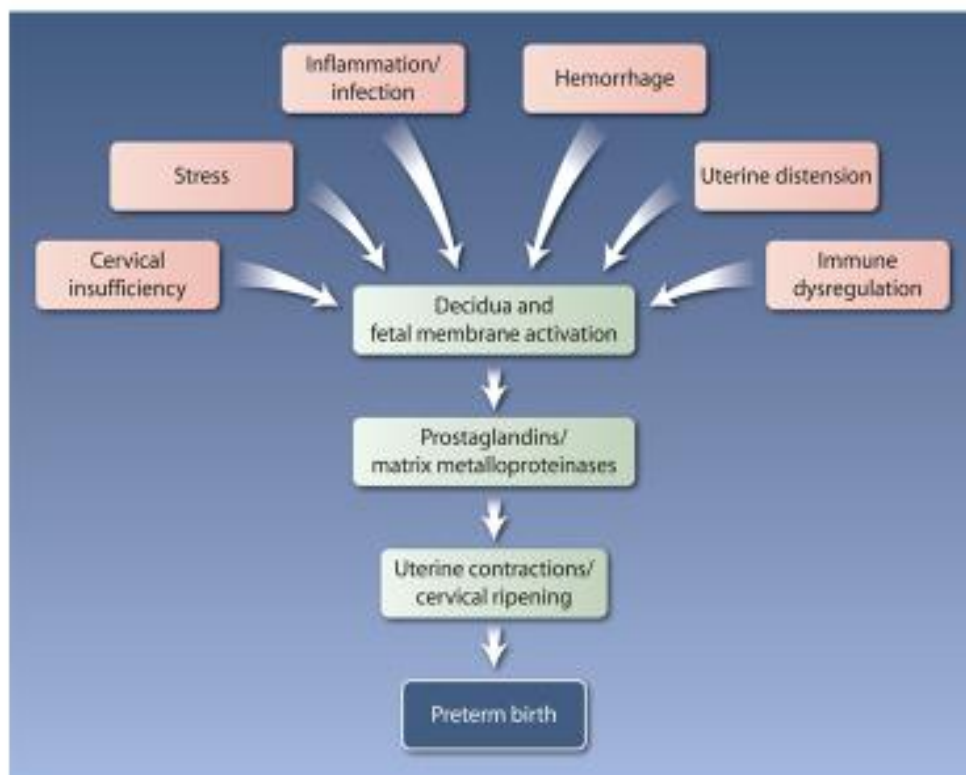 Inflammation/
infection
Hemorrhage
Stress
Uterine distension
Cervical
insufficiency
Immune
dysregulation
Decidua and
fetal membrane activation
Prostaglandins/
matrix metalloproteinases
Uterine contractions/
cervical ripening
Preterm birth